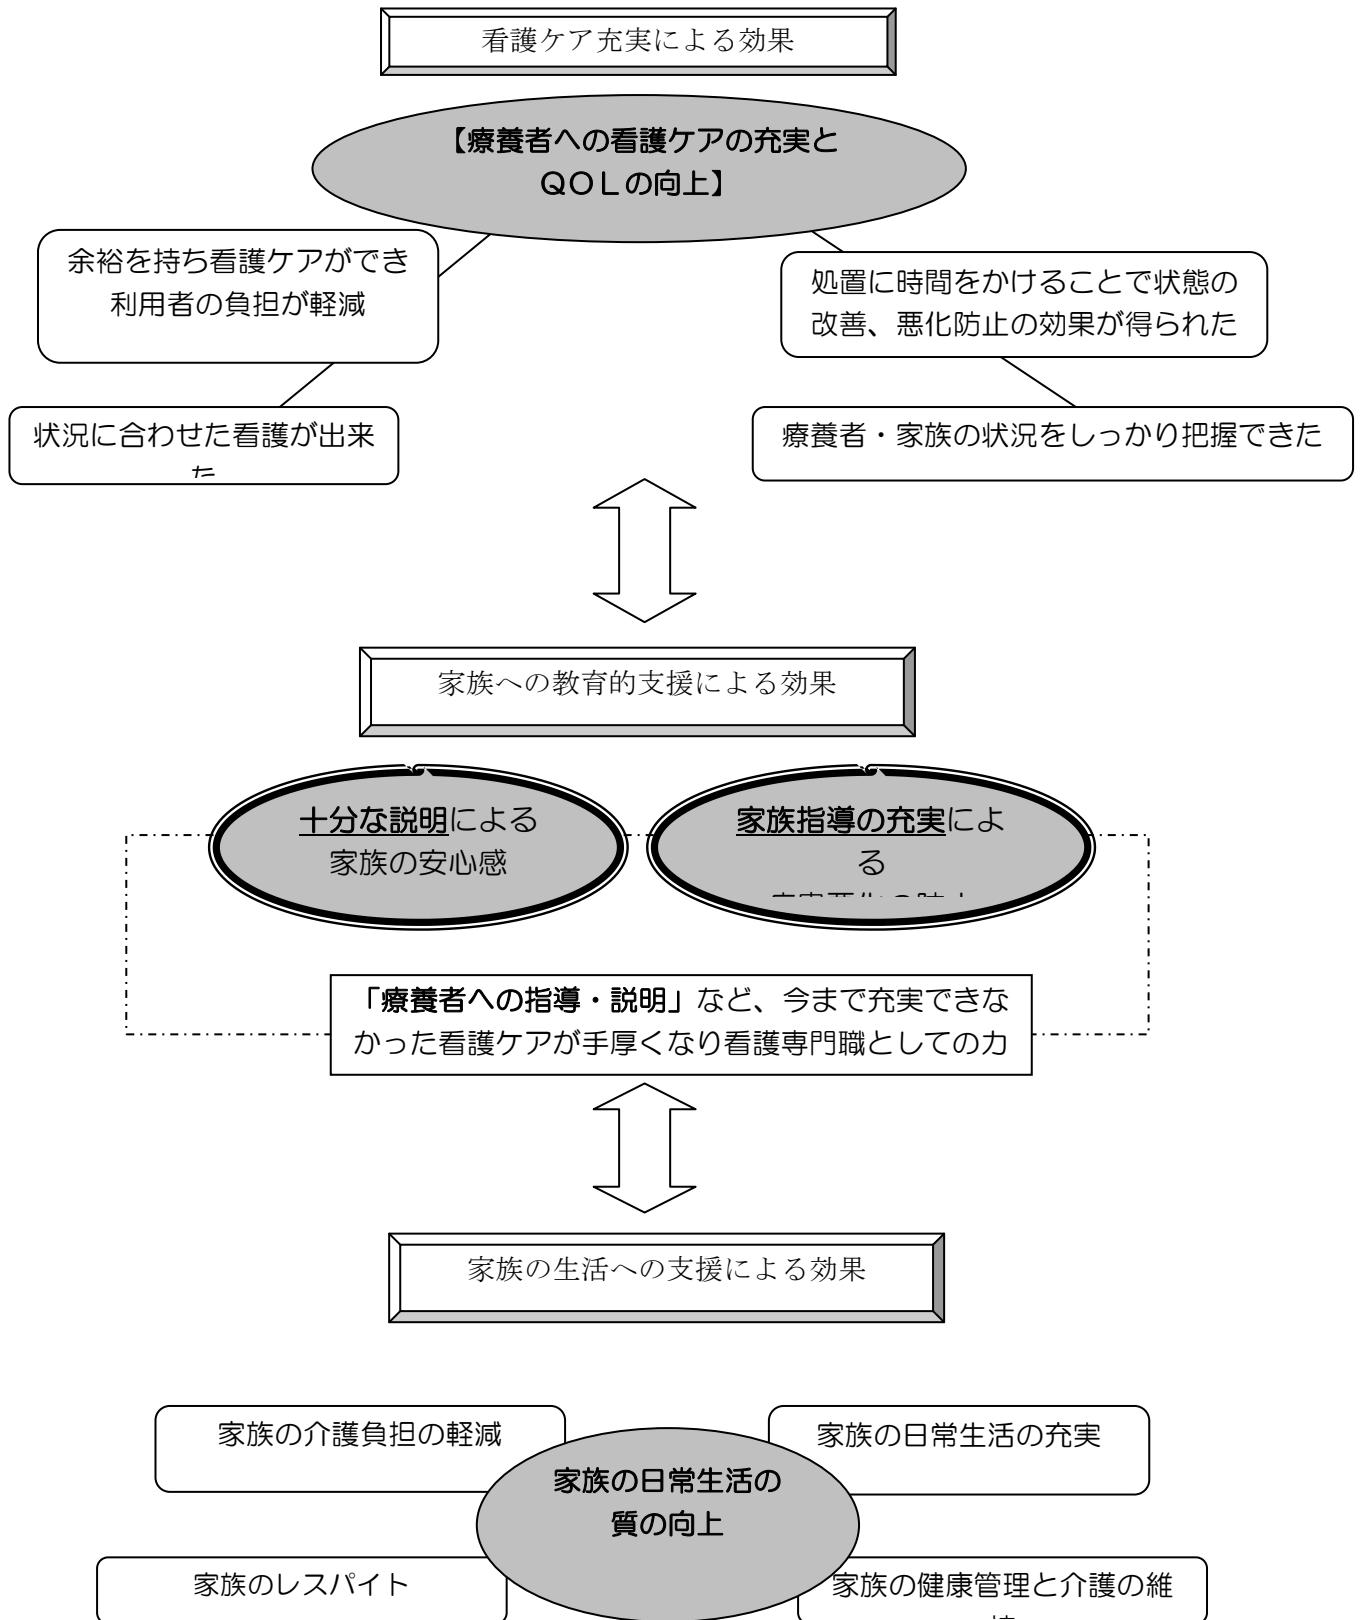 看護ケア充実による効果
【療養者への看護ケアの充実と
QOLの向上】
余裕を持ち看護ケアができ
利用者の負担が軽減
処置に時間をかけることで状態の
改善、悪化防止の効果が得られた
状況に合わせた看護が出来
た
療養者・家族の状況をしっかり把握できた
家族への教育的支援による効果
十分な説明による
家族の安心感
家族指導の充実によ
る
「療養者への指導・説明」など、今まで充実できな
かった看護ケアが手厚くなり看護専門職としての力
家族の生活への支援による効果
家族の介護負担の軽減
家族の日常生活の充実
家族の日常生活の
質の向上
家族のレスパイト
家族の健康管理と介護の維